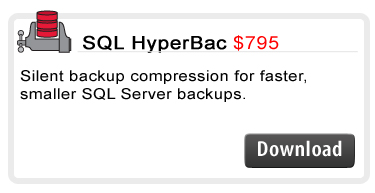 SQL HyperBac $795
Silent backup compression for faster,
smaller SQL Server backups.
Download